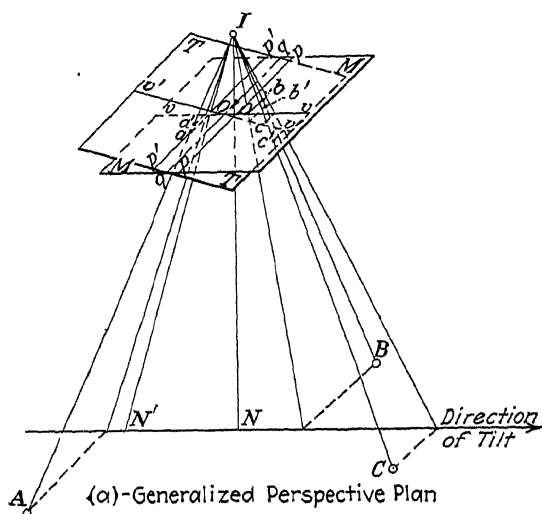 I
T
p' q p
M
v'
v
b b'
o' o
v
a'
a
c
v'
c'
p'
M
q
p
T
B
N'
N
Direction
of Tilt
C
A
(a)-Generalized Perspective Plan